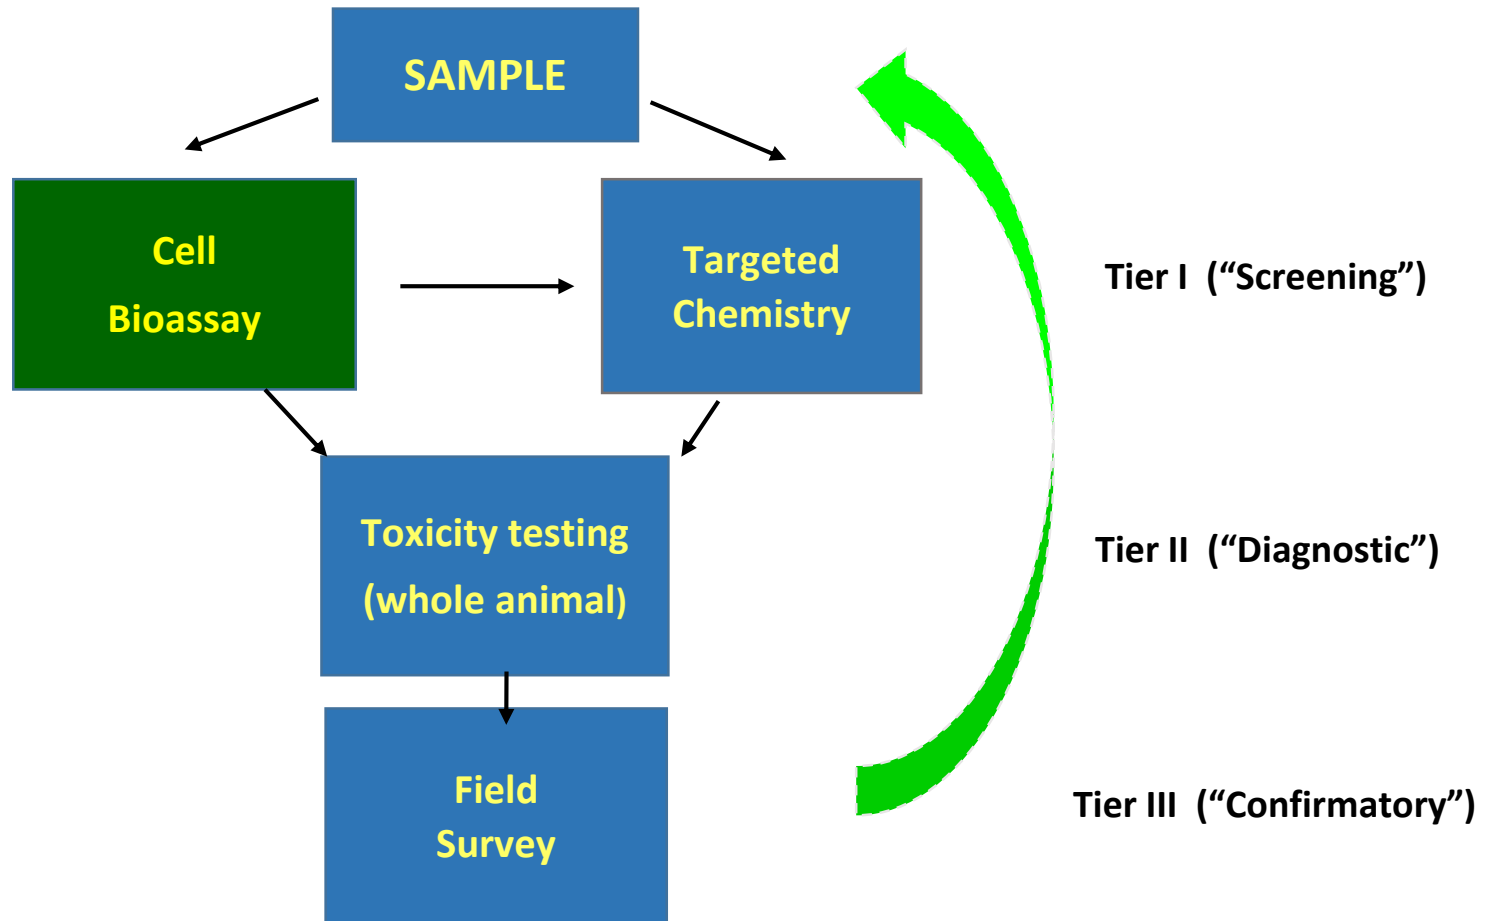 SAMPLE
Cell
Bioassay
Targeted
Chemistry
Tier I  (“Screening”)
Toxicity testing
(whole animal)
Tier II  (“Diagnostic”)
Field
Survey
Tier III  (“Confirmatory”)